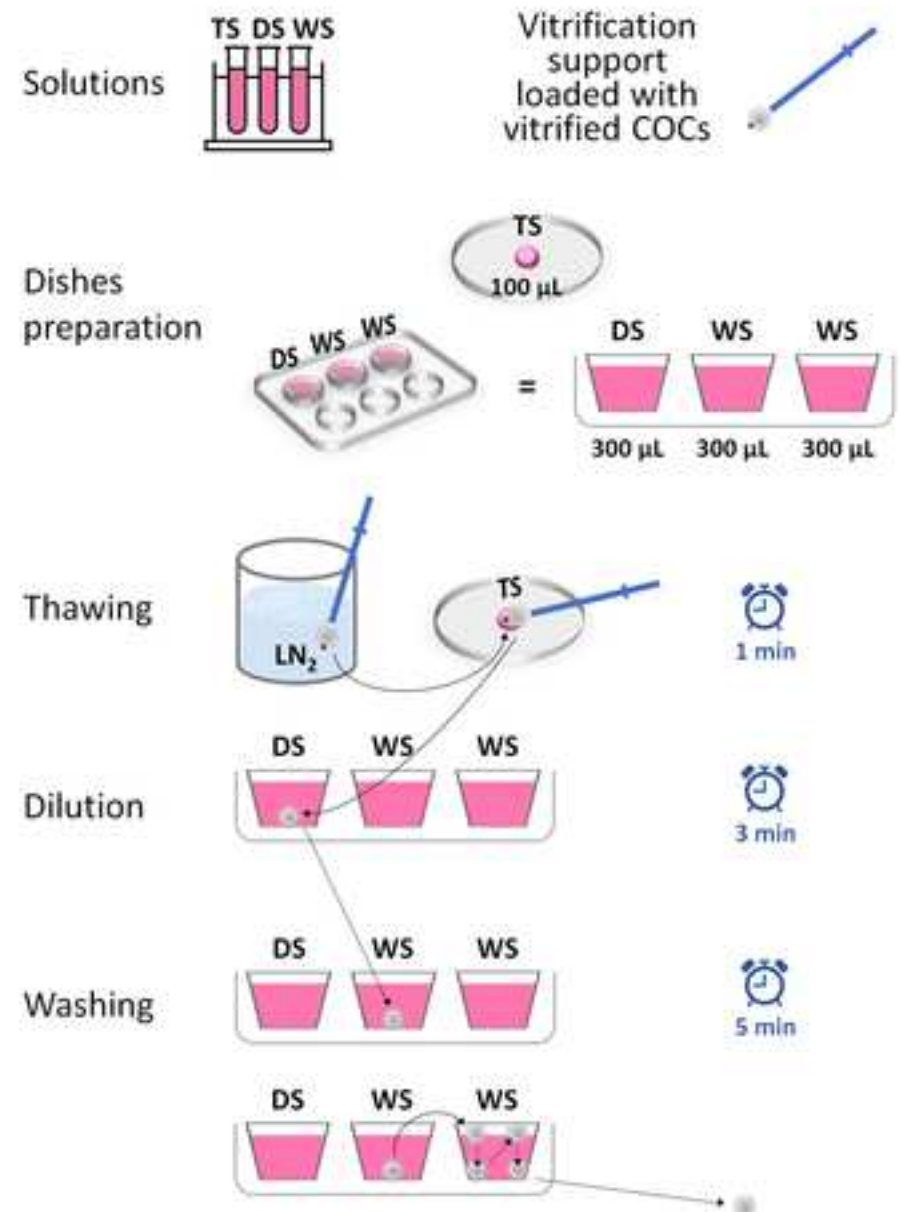 TS DS WS
Solutions
Vitrification
support
loaded with
vitrified COCs
TS
100 µL
Dishes
preparation
DS WS WS
=
DS WS WS
300 µL 300 µL 300 µL
Thawing
LN₂
TS
1 min
DS WS WS
Dilution
3 min
DS WS WS
Washing
5 min
DS WS WS